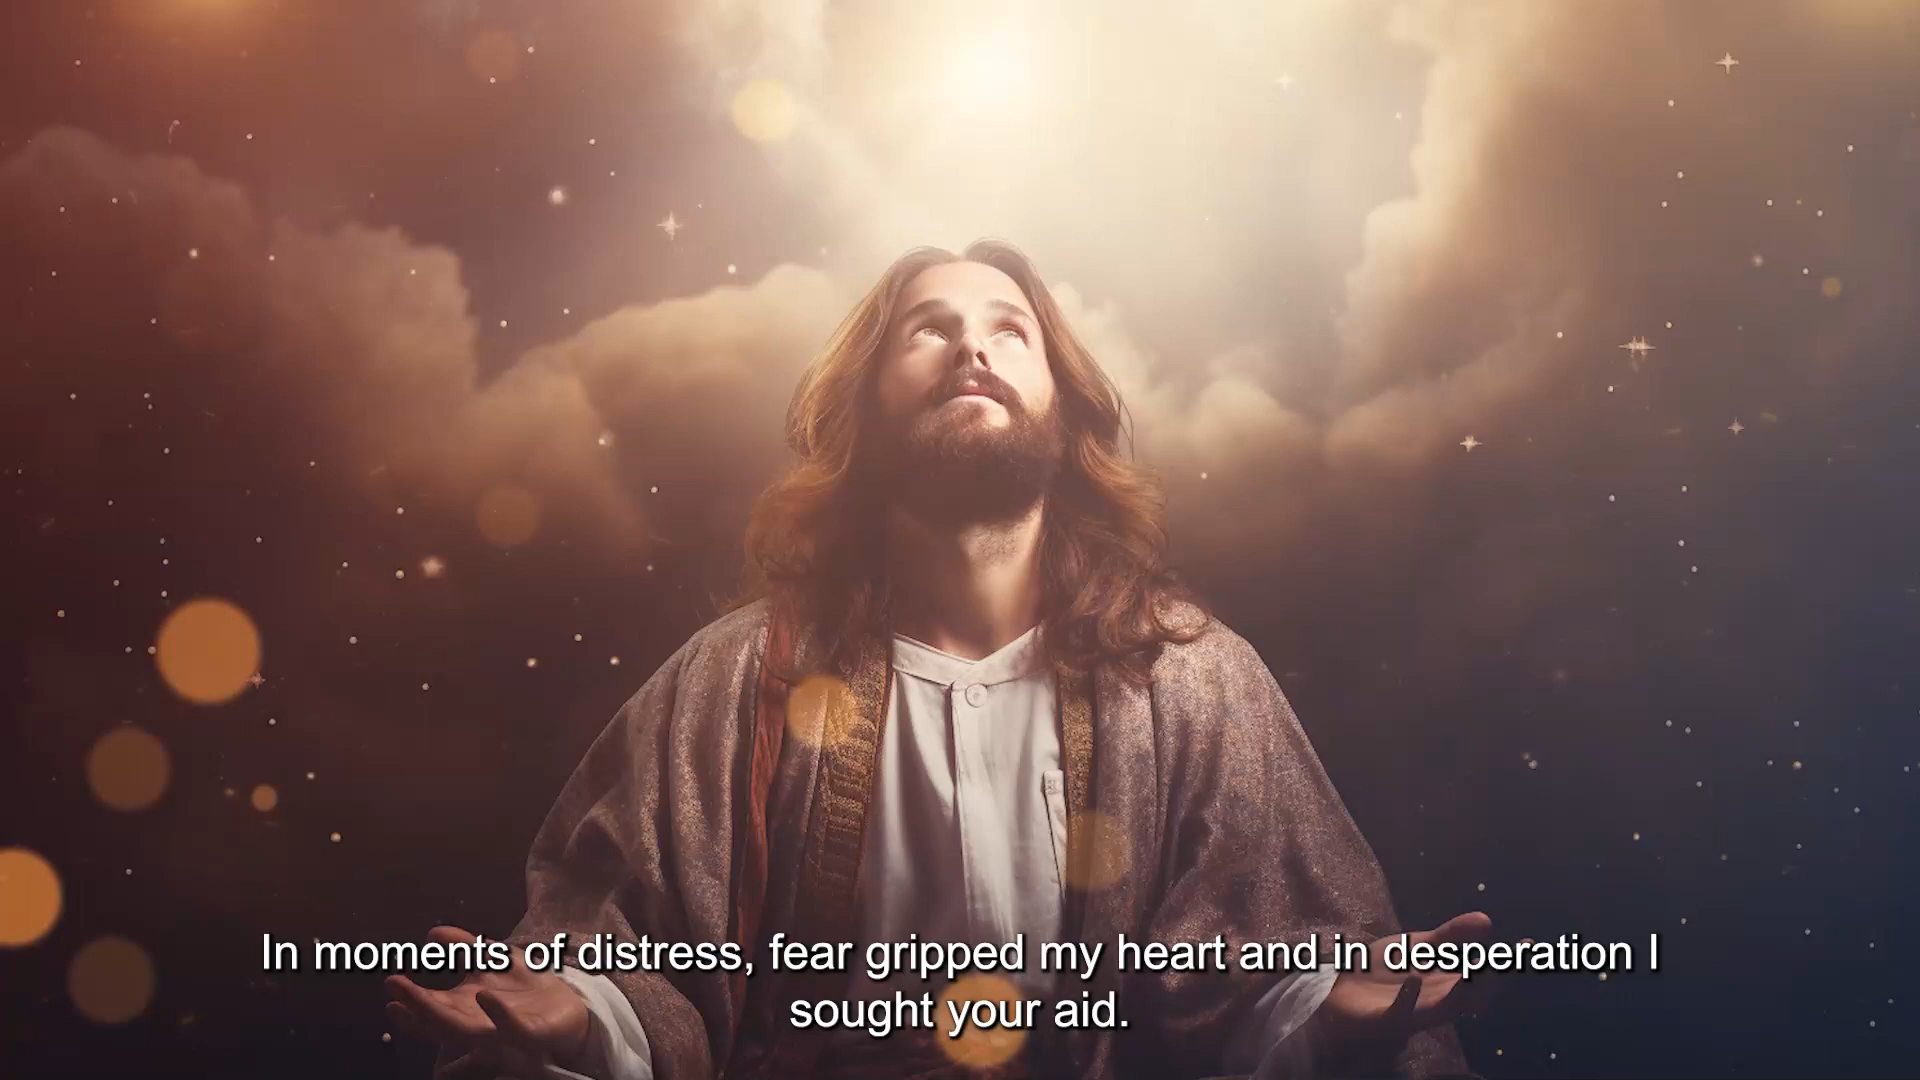 In moments of distress, fear gripped my heart and in desperation I
sought your aid.